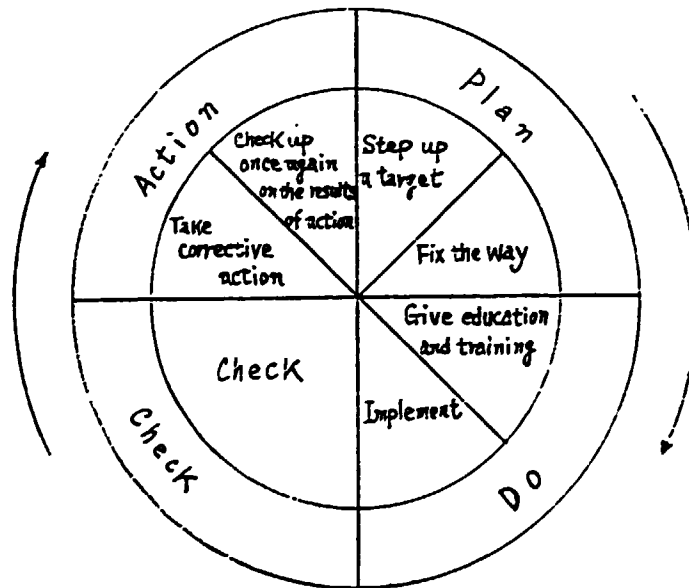 Plan
Step up
a target
Fix the way
Do
Give education
and training
Implement
Check
Check
Action
Take
corrective
action
Check up
once again
on the results
of action